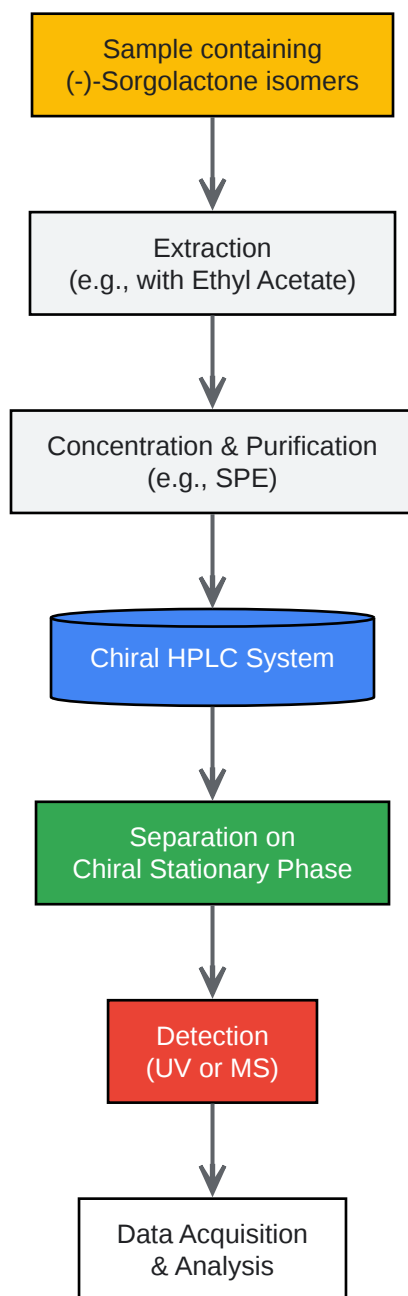 Sample containing
(-)-Sorgolactone isomers
Extraction
(e.g., with Ethyl Acetate)
Concentration & Purification
(e.g., SPE)
Chiral HPLC System
Separation on
Chiral Stationary Phase
Detection
(UV or MS)
Data Acquisition
& Analysis